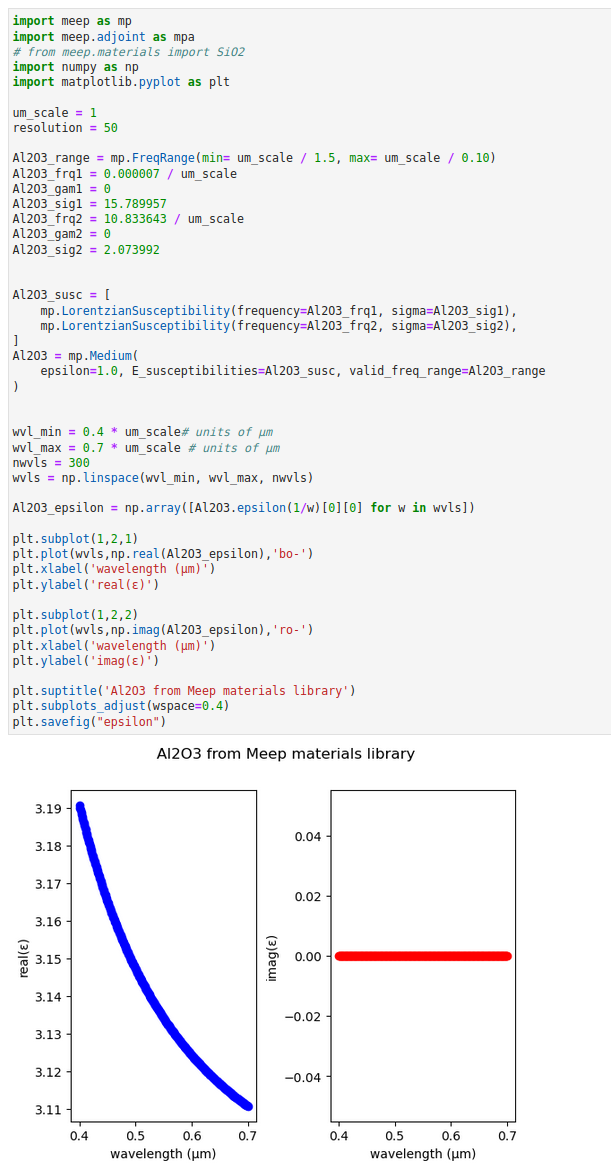 import meep as mp
import meep.adjoint as mpa
# from meep.materials import SiO2
import numpy as np
import matplotlib.pyplot as plt
um_scale = 1
resolution = 50
Al2O3_range = mp.FreqRange(min= um_scale / 1.5, max= um_scale / 0.10)
Al2O3_frq1 = 0.000007 / um_scale
Al2O3_gam1 = 0
Al2O3_sig1 = 15.789957
Al2O3_frq2 = 10.833643 / um_scale
Al2O3_gam2 = 0
Al2O3_sig2 = 2.073992
Al2O3_susc = [
    mp.LorentzianSusceptibility(frequency=Al2O3_frq1, sigma=Al2O3_sig1),
    mp.LorentzianSusceptibility(frequency=Al2O3_frq2, sigma=Al2O3_sig2),
]
Al2O3 = mp.Medium(
    epsilon=1.0, E_susceptibilities=Al2O3_susc, valid_freq_range=Al2O3_range
)
wvl_min = 0.4 * um_scale# units of μm
wvl_max = 0.7 * um_scale # units of μm
nwvls = 300
wvls = np.linspace(wvl_min, wvl_max, nwvls)
Al2O3_epsilon = np.array([Al2O3.epsilon(1/w)[0][0] for w in wvls])
plt.subplot(1,2,1)
plt.plot(wvls,np.real(Al2O3_epsilon),'bo-')
plt.xlabel('wavelength (μm)')
plt.ylabel('real(ε)')
plt.subplot(1,2,2)
plt.plot(wvls,np.imag(Al2O3_epsilon),'ro-')
plt.xlabel('wavelength (μm)')
plt.ylabel('imag(ε)')
plt.suptitle('Al2O3 from Meep materials library')
plt.subplots_adjust(wspace=0.4)
plt.savefig("epsilon")
Al2O3 from Meep materials library
real(ε)
3.19
3.18
3.17
3.16
3.15
3.14
3.13
3.12
3.11
0.4 0.5 0.6 0.7
wavelength (μm)
imag(ε)
0.04
0.02
0.00
−0.02
−0.04
0.4 0.5 0.6 0.7
wavelength (μm)